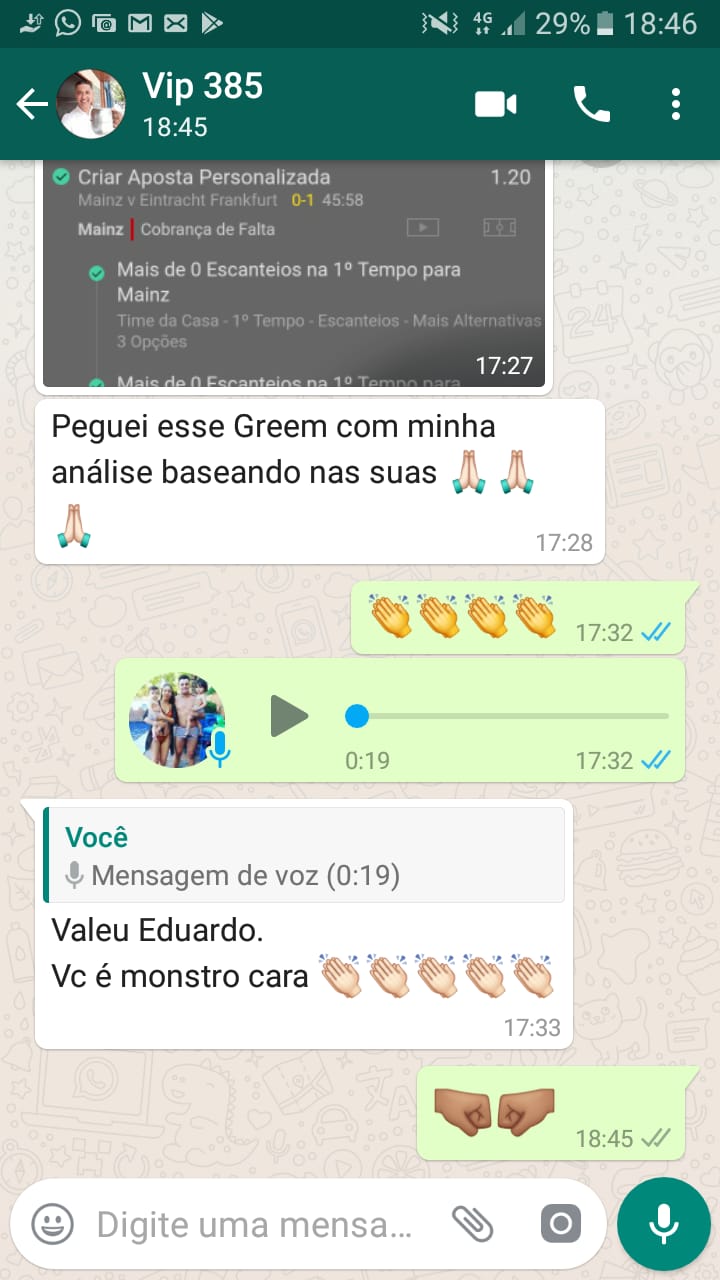 4G 29% 18:46
Vip 385
18:45
Criar Aposta Personalizada 1.20
Mainz v Eintracht Frankfurt 0-1 45:58
Mainz Cobrança de Falta
Mais de 0 Escanteios na 1º Tempo para
Mainz
Time da Casa - 1º Tempo - Escanteios - Mais Alternativas
3 Opções
17:27
Mais de 0 Escanteios na 1º Tempo para
Peguei esse Greem com minha
análise baseando nas suas 🙏🏻🙏🏻
🙏🏻
17:28
👏👏👏👏 17:32
0:19 17:32
Você
Mensagem de voz (0:19)
Valeu Eduardo.
Vc é monstro cara 👏🏻👏🏻👏🏻👏🏻👏🏻
17:33
🤛🏽🤜🏽 18:45
Digite uma mensa...